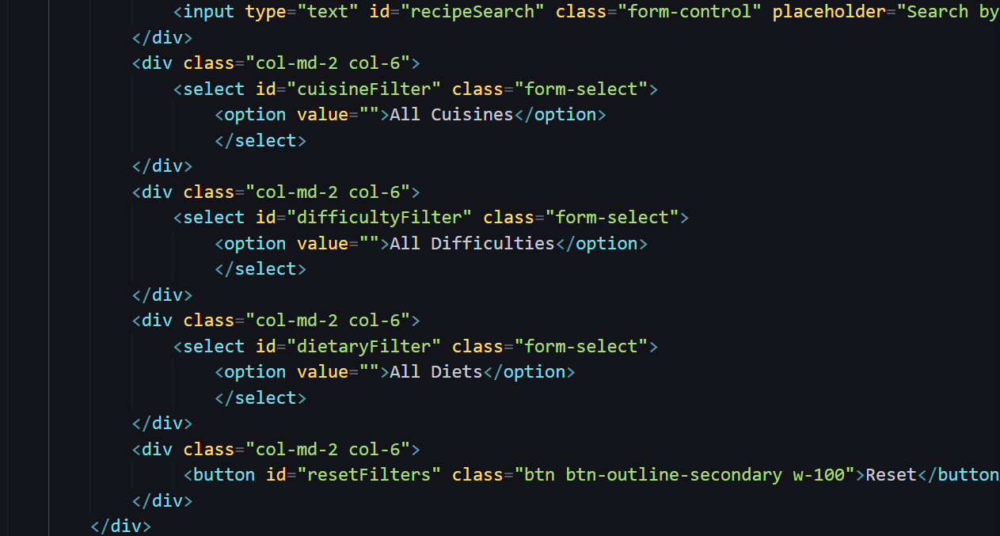 <input type="text" id="recipeSearch" class="form-control" placeholder="Search by
</div>
<div class="col-md-2 col-6">
<select id="cuisineFilter" class="form-select">
<option value="">All Cuisines</option>
</select>
</div>
<div class="col-md-2 col-6">
<select id="difficultyFilter" class="form-select">
<option value="">All Difficulties</option>
</select>
</div>
<div class="col-md-2 col-6">
<select id="dietaryFilter" class="form-select">
<option value="">All Diets</option>
</select>
</div>
<div class="col-md-2 col-6">
<button id="resetFilters" class="btn btn-outline-secondary w-100">Reset</button
</div>
</div>